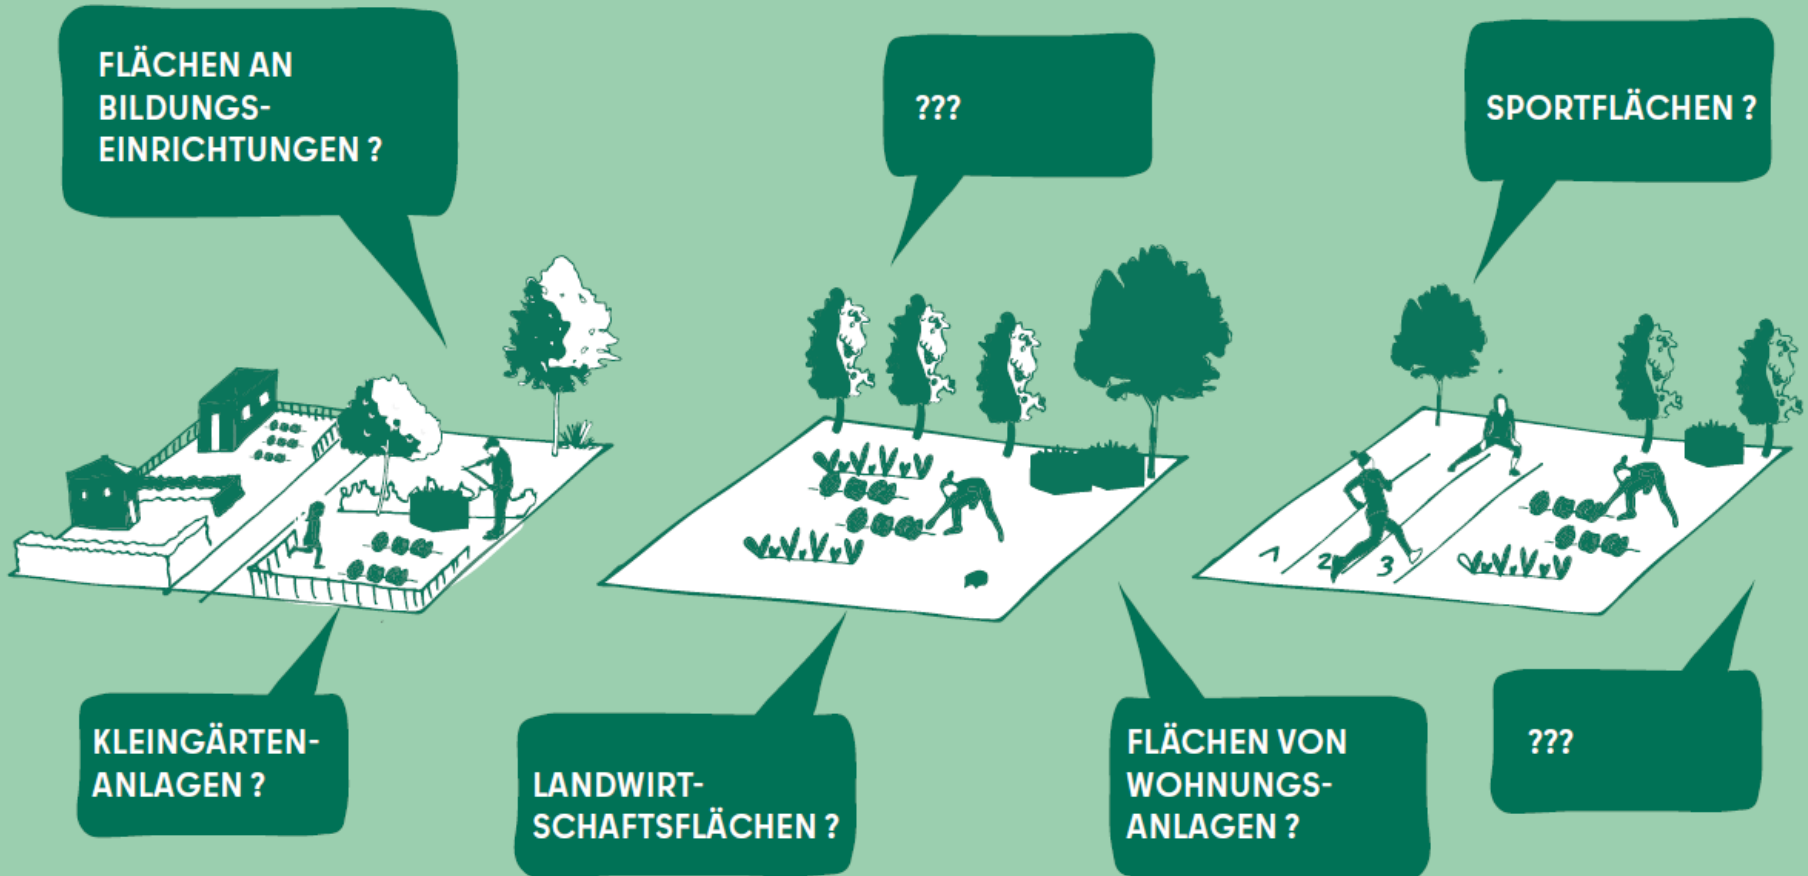 FLÄCHEN AN
BILDUNGS-
EINRICHTUNGEN ?
???
SPORTFLÄCHEN ?
1
2
3
KLEINGÄRTEN-
ANLAGEN ?
LANDWIRT-
SCHAFTSFLÄCHEN ?
FLÄCHEN VON
WOHNUNGS-
ANLAGEN ?
???